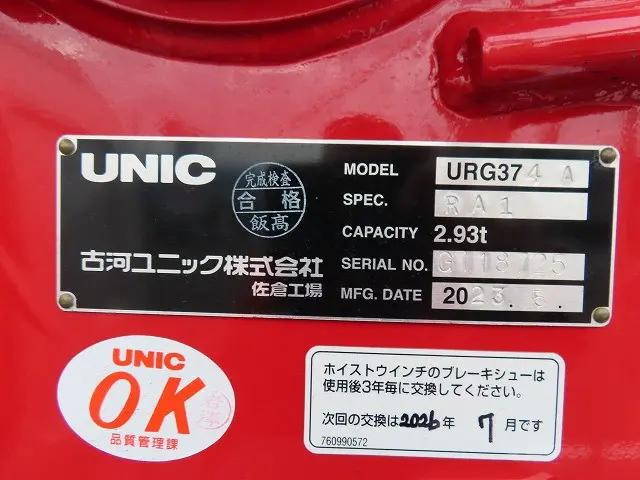 UNIC
完成検査
合格
飯高
古河ユニック株式会社
佐倉工場
MODEL URG374 A
SPEC. RA1
CAPACITY 2.93t
SERIAL NO. G118725
MFG. DATE 2023.5.
UNIC
OK
品質管理課
ホイストウインチのブレーキシューは
使用後3年毎に交換してください。
次回の交換は2026年 7月です
760990572